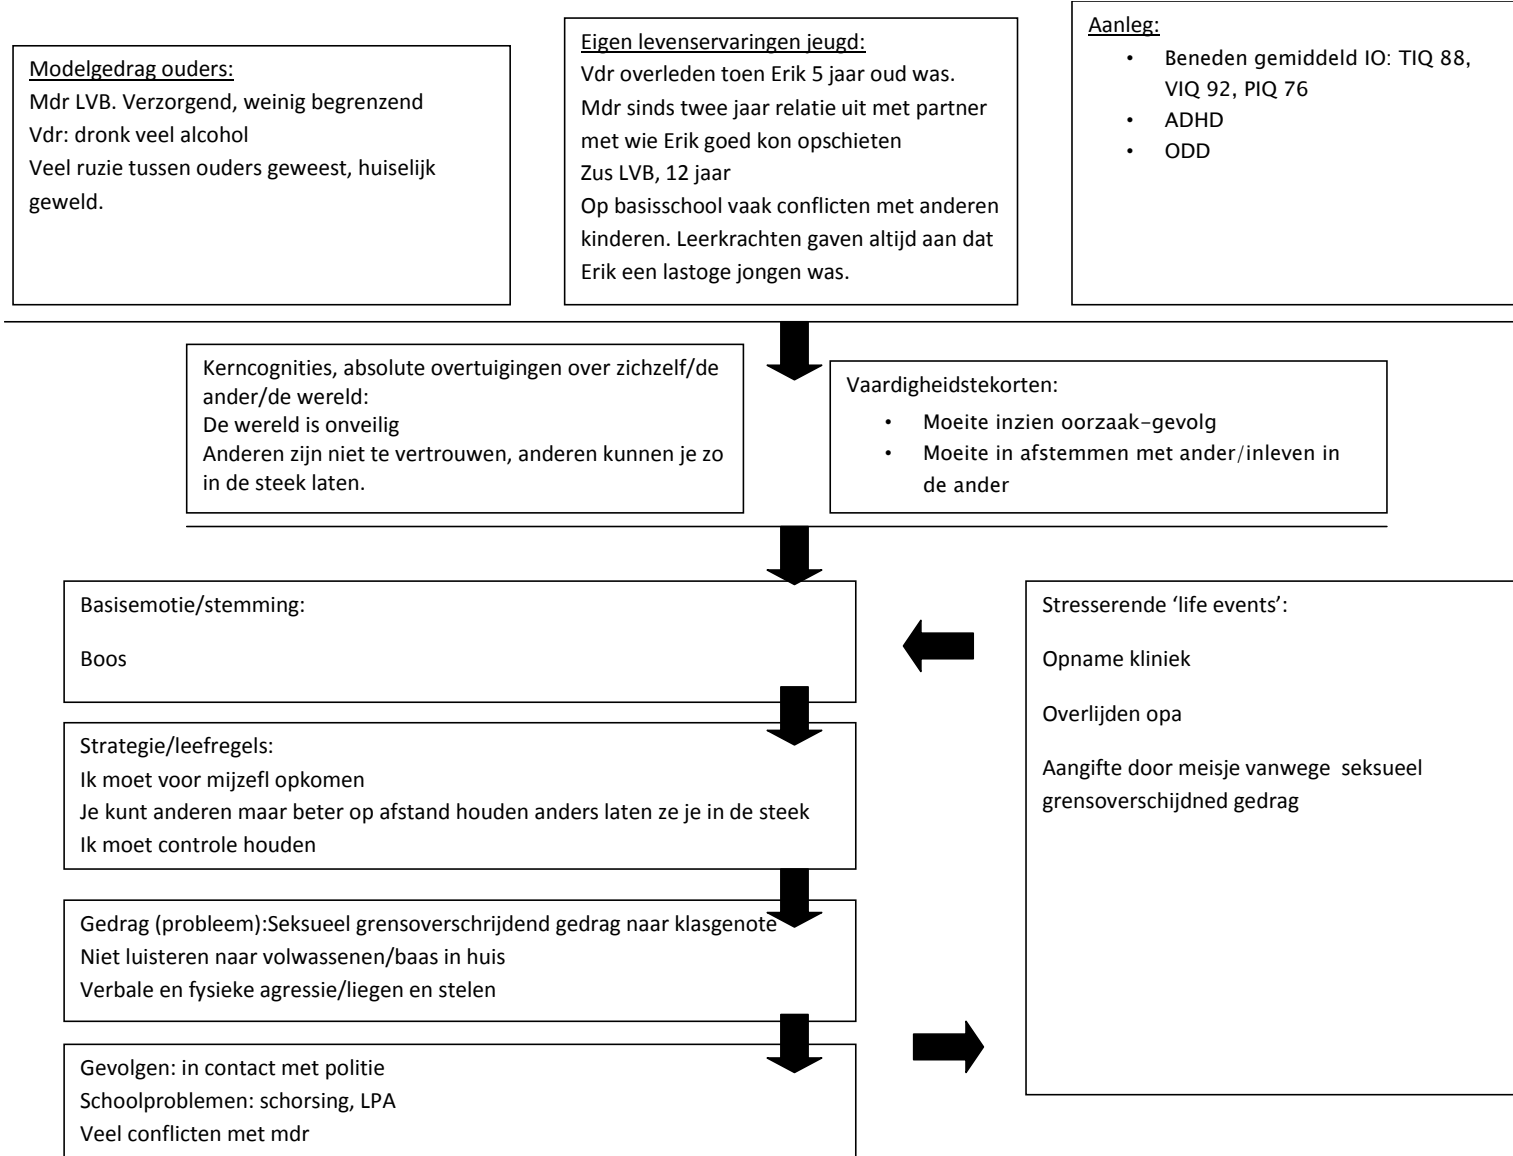 Modelgedrag ouders:
Mdr LVB. Verzorgend, weinig begrenzend
Vdr: dronk veel alcohol
Veel ruzie tussen ouders geweest, huiselijk
geweld.
Eigen levenservaringen jeugd:
Vdr overleden toen Erik 5 jaar oud was.
Mdr sinds twee jaar relatie uit met partner
met wie Erik goed kon opschieten
Zus LVB, 12 jaar
Op basisschool vaak conflicten met anderen
kinderen. Leerkrachten gaven altijd aan dat
Erik een lastoge jongen was.
Aanleg:
• Beneden gemiddeld IO: TIQ 88,
VIQ 92, PIQ 76
• ADHD
• ODD
Kerncognities, absolute overtuigingen over zichzelf/de
ander/de wereld:
De wereld is onveilig
Anderen zijn niet te vertrouwen, anderen kunnen je zo
in de steek laten.
Vaardigheidstekorten:
• Moeite inzien oorzaak-gevolg
• Moeite in afstemmen met ander/inleven in
de ander
Basisemotie/stemming:
Boos
Stresserende ‘life events’:
Opname kliniek
Overlijden opa
Aangifte door meisje vanwege seksueel
grensoverschijdned gedrag
Strategie/leefregels:
Ik moet voor mijzefl opkomen
Je kunt anderen maar beter op afstand houden anders laten ze je in de steek
Ik moet controle houden
Gedrag (probleem):Seksueel grensoverschrijdend gedrag naar klasgenote
Niet luisteren naar volwassenen/baas in huis
Verbale en fysieke agressie/liegen en stelen
Gevolgen: in contact met politie
Schoolproblemen: schorsing, LPA
Veel conflicten met mdr